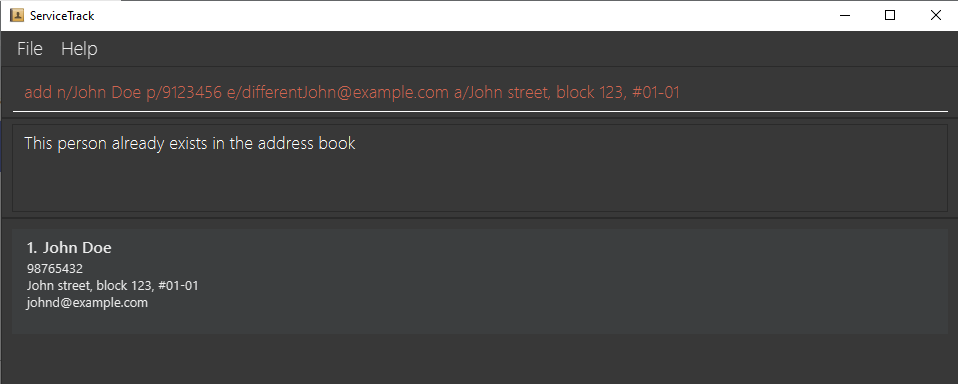 ServiceTrack
File Help
add n/John Doe p/9123456 e/differentJohn@example.com a/John street, block 123, #01-01
This person already exists in the address book
1. John Doe
98765432
John street, block 123, #01-01
johnd@example.com